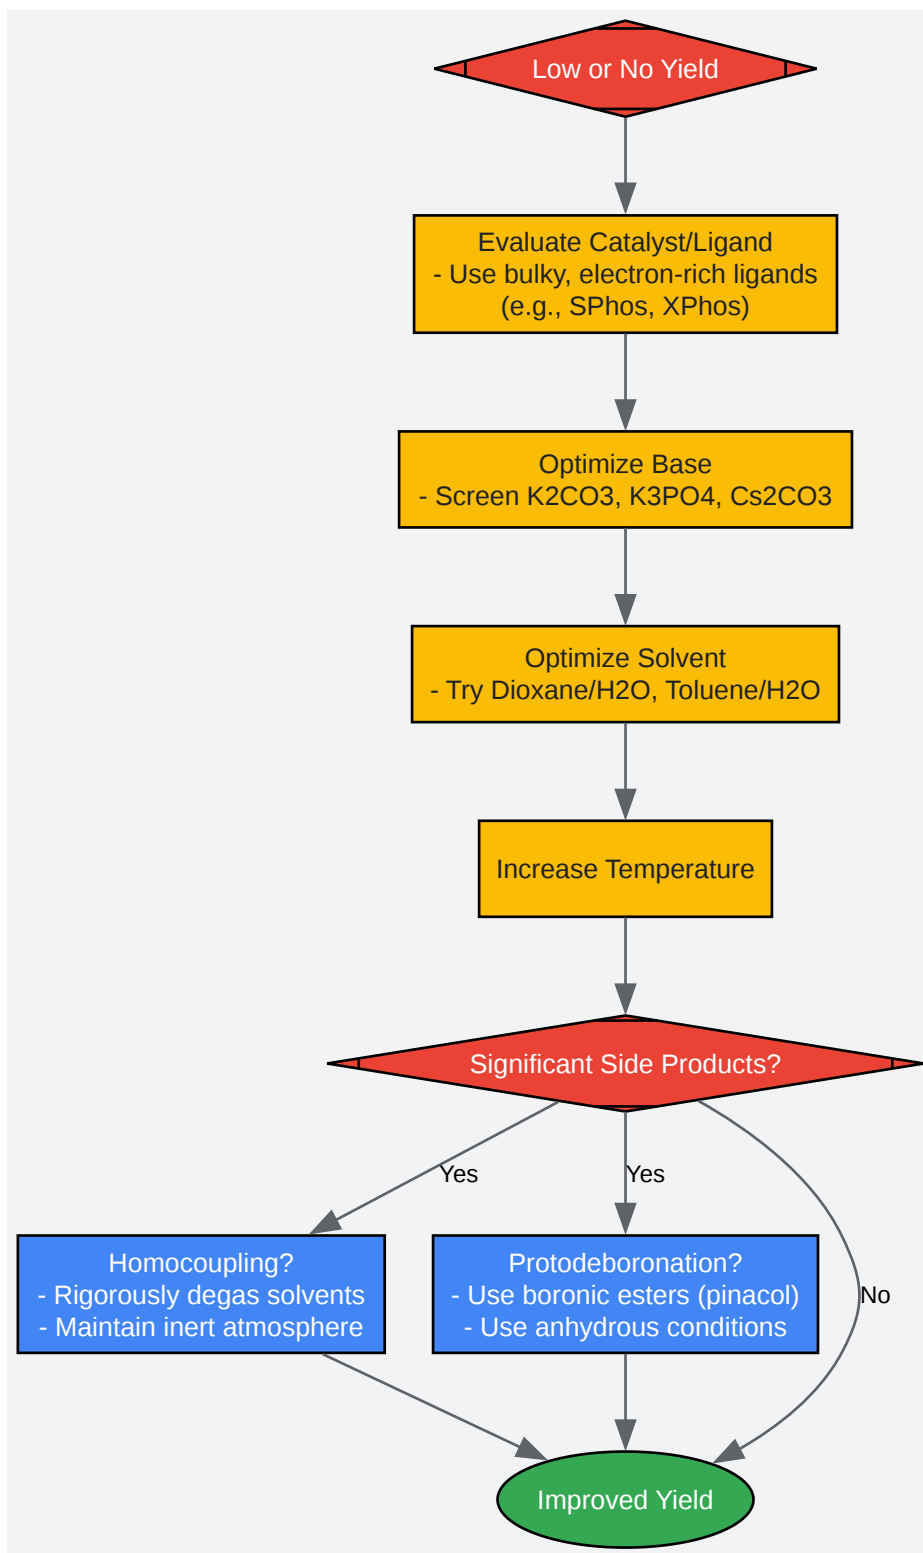 Low or No Yield
Evaluate Catalyst/Ligand
- Use bulky, electron-rich ligands
(e.g., SPhos, XPhos)
Optimize Base
- Screen K2CO3, K3PO4, Cs2CO3
Optimize Solvent
- Try Dioxane/H2O, Toluene/H2O
Increase Temperature
Significant Side Products?
Yes
Yes
No
Homocoupling?
- Rigorously degas solvents
- Maintain inert atmosphere
Protodeboronation?
- Use boronic esters (pinacol)
- Use anhydrous conditions
Improved Yield